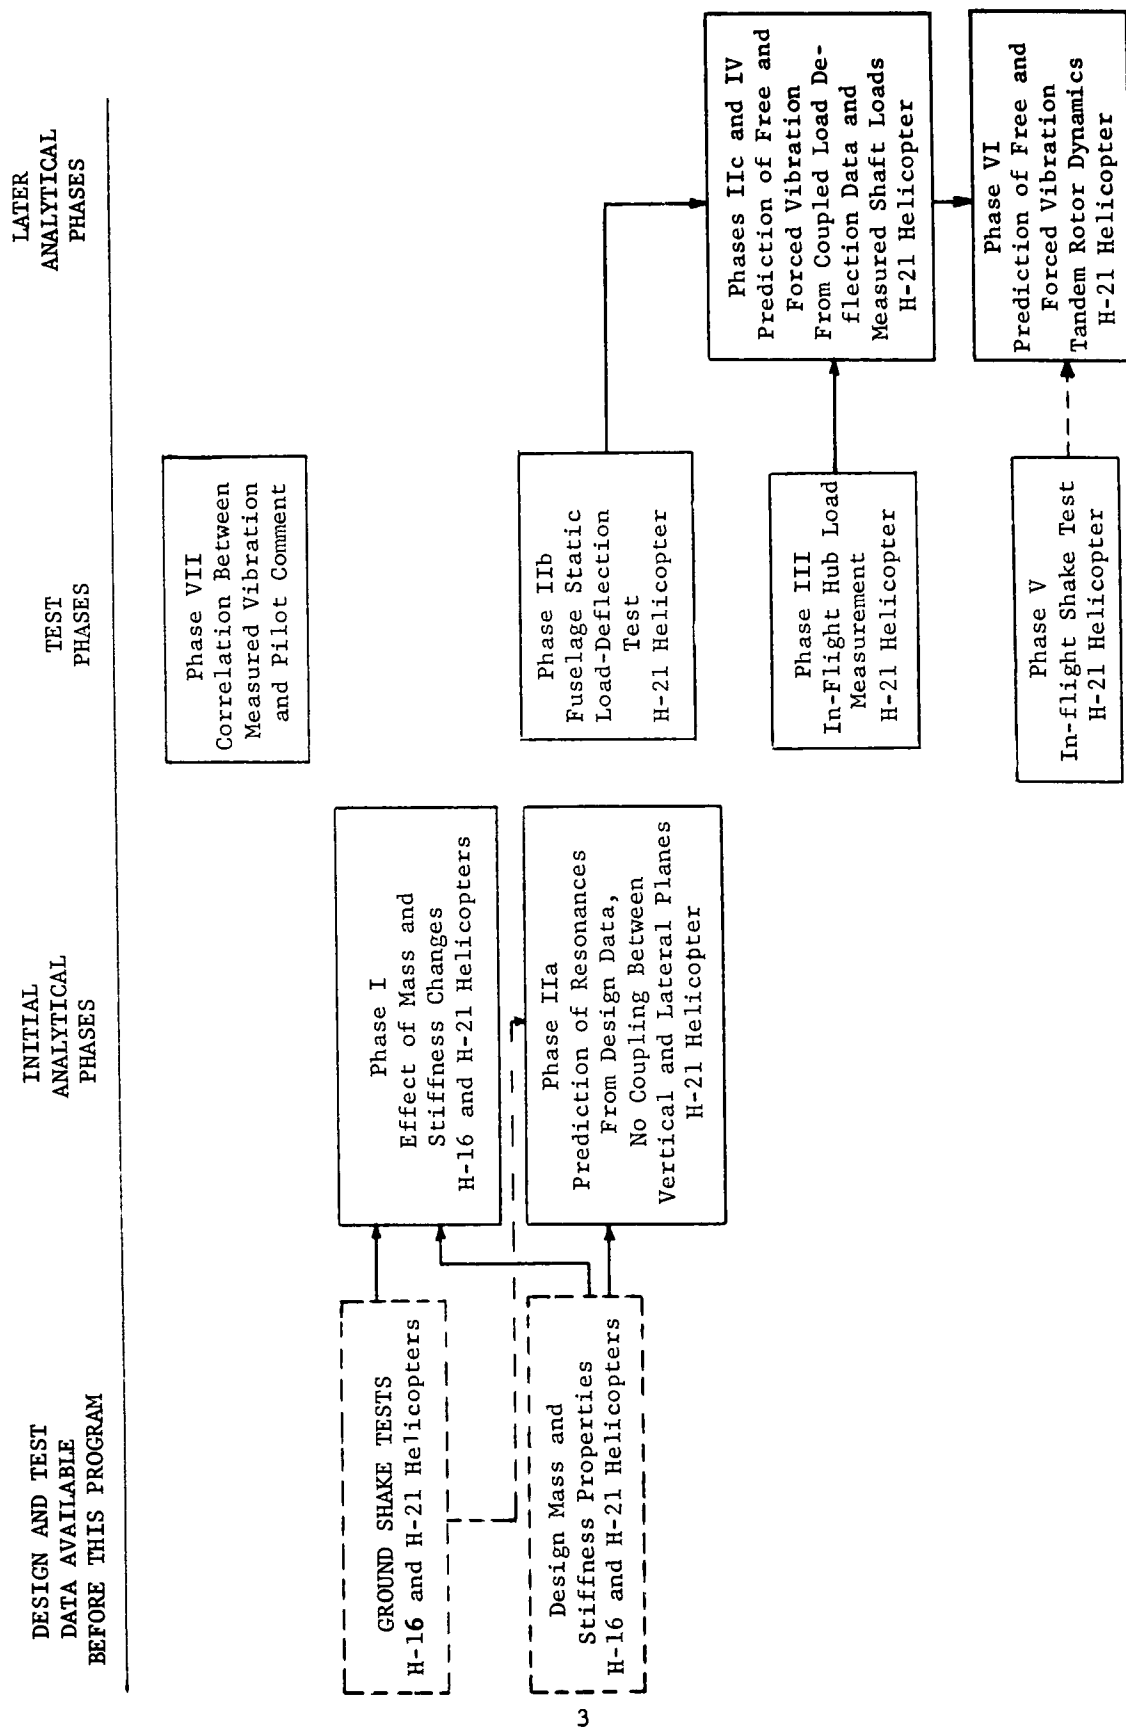 DESIGN AND TEST
DATA AVAILABLE
BEFORE THIS PROGRAM
INITIAL
ANALYTICAL
PHASES
TEST
PHASES
LATER
ANALYTICAL
PHASES
GROUND SHAKE TESTS
H-16 and H-21 Helicopters
Design Mass and
Stiffness Properties
H-16 and H-21 Helicopters
Phase I
Effect of Mass and
Stiffness Changes
H-16 and H-21 Helicopters
Phase IIa
Prediction of Resonances
From Design Data,
No Coupling Between
Vertical and Lateral Planes
H-21 Helicopter
Phase VII
Correlation Between
Measured Vibration
and Pilot Comment
Phase IIb
Fuselage Static
Load-Deflection
Test
H-21 Helicopter
Phase III
In-Flight Hub Load
Measurement
H-21 Helicopter
Phase V
In-flight Shake Test
H-21 Helicopter
Phases IIc and IV
Prediction of Free and
Forced Vibration
From Coupled Load De-
flection Data and
Measured Shaft Loads
H-21 Helicopter
Phase VI
Prediction of Free and
Forced Vibration
Tandem Rotor Dynamics
H-21 Helicopter
3